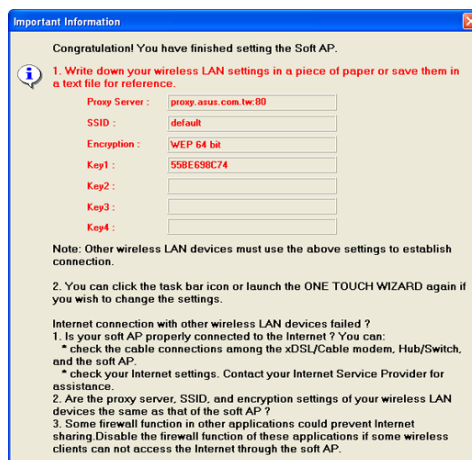 Important Information
Congratulation! You have finished setting the Soft AP.
1. Write down your wireless LAN settings in a piece of paper or save them in
a text file for reference.
Proxy Server : proxy.asus.com.tw:80
SSID : default
Encryption : WEP 64 bit
Key1 : 55BE698C74
Key2 :
Key3 :
Key4 :
Note: Other wireless LAN devices must use the above settings to establish
connection.
2. You can click the task bar icon or launch the ONE TOUCH WIZARD again if
you wish to change the settings.
Internet connection with other wireless LAN devices failed ?
1. Is your soft AP properly connected to the Internet ? You can:
* check the cable connections among the xDSL/Cable modem, Hub/Switch,
and the soft AP.
* check your Internet settings. Contact your Internet Service Provider for
assistance.
2. Are the proxy server, SSID, and encryption settings of your wireless LAN
devices the same as that of the soft AP ?
3. Some firewall function in other applications could prevent Internet
sharing.Disable the firewall function of these applications if some wireless
clients can not access the Internet through the soft AP.